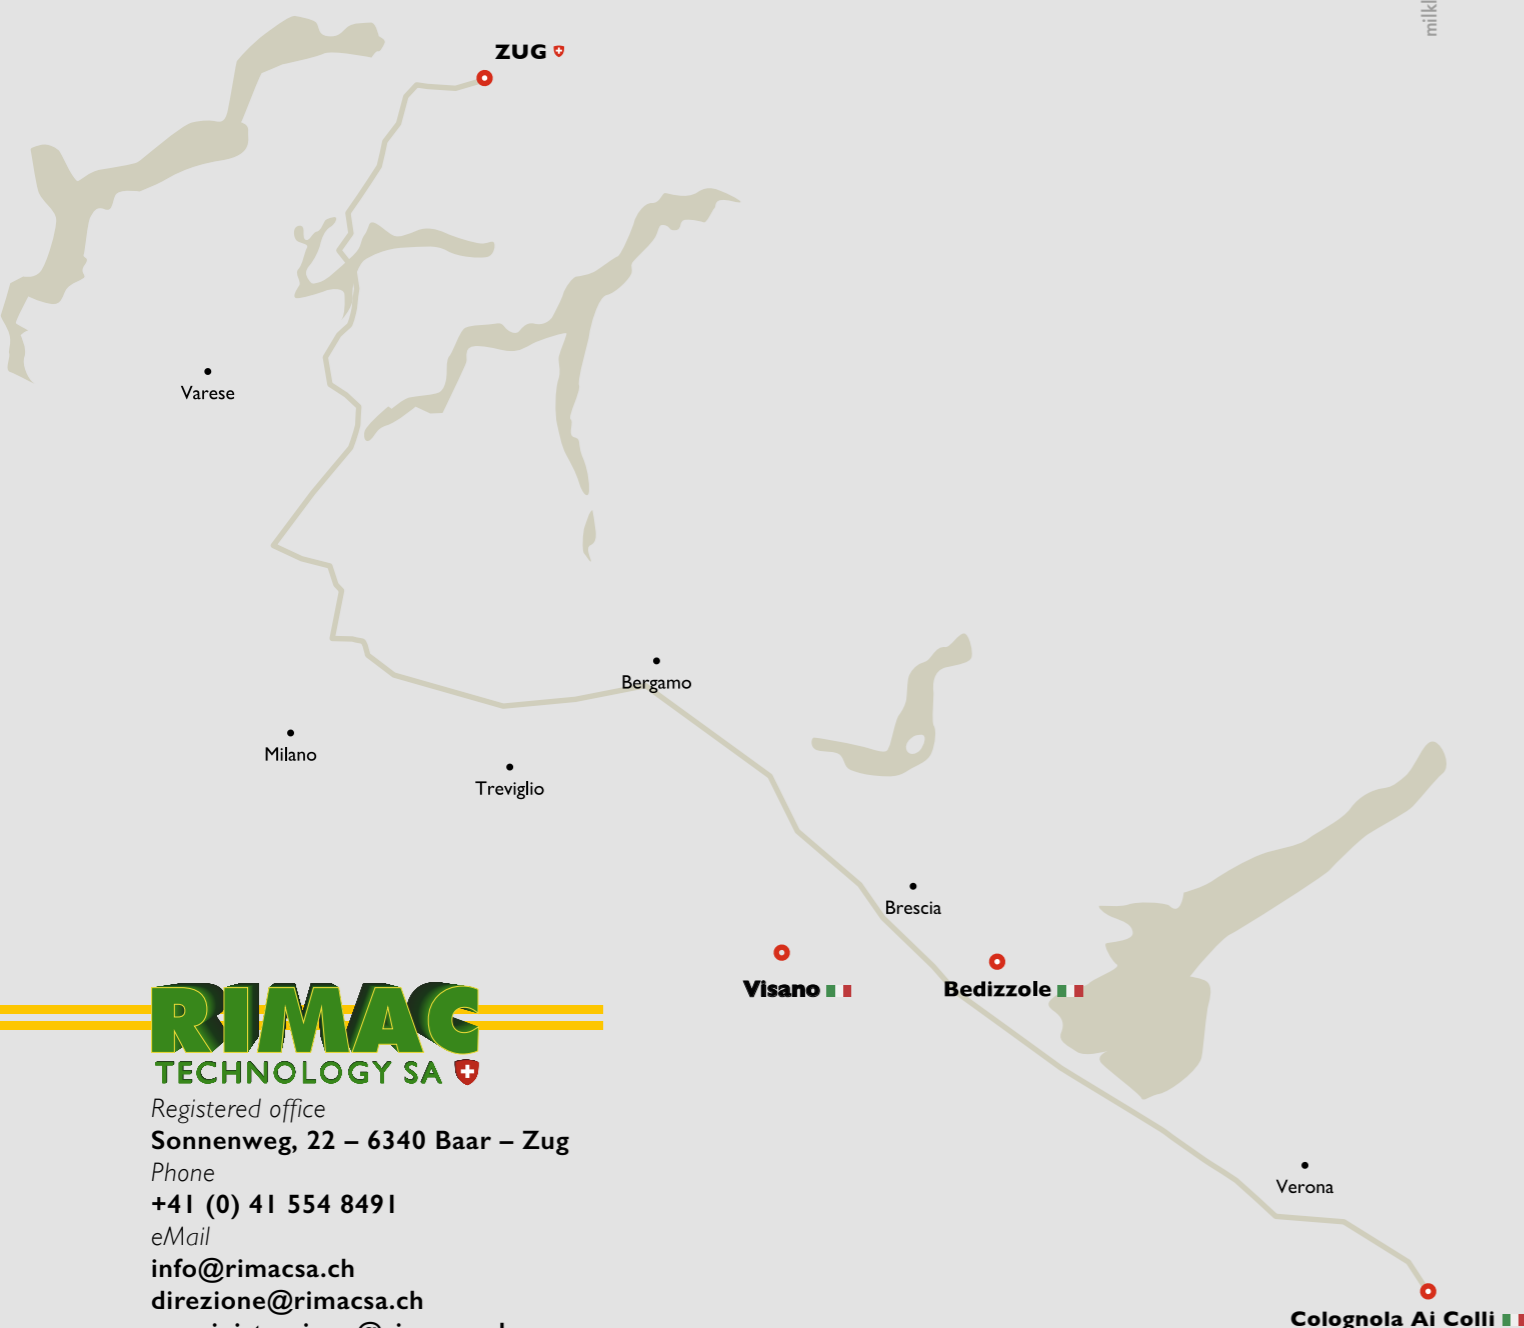 ZUG
Varese
Bergamo
Milano
Treviglio
Brescia
Visano
Bedizzole
RIMAC
TECHNOLOGY SA
Registered office
Sonnenweg, 22 – 6340 Baar – Zug
Phone
+41 (0) 41 554 8491
eMail
info@rimacsa.ch
direzione@rimacsa.ch
Verona
Colognola Ai Colli